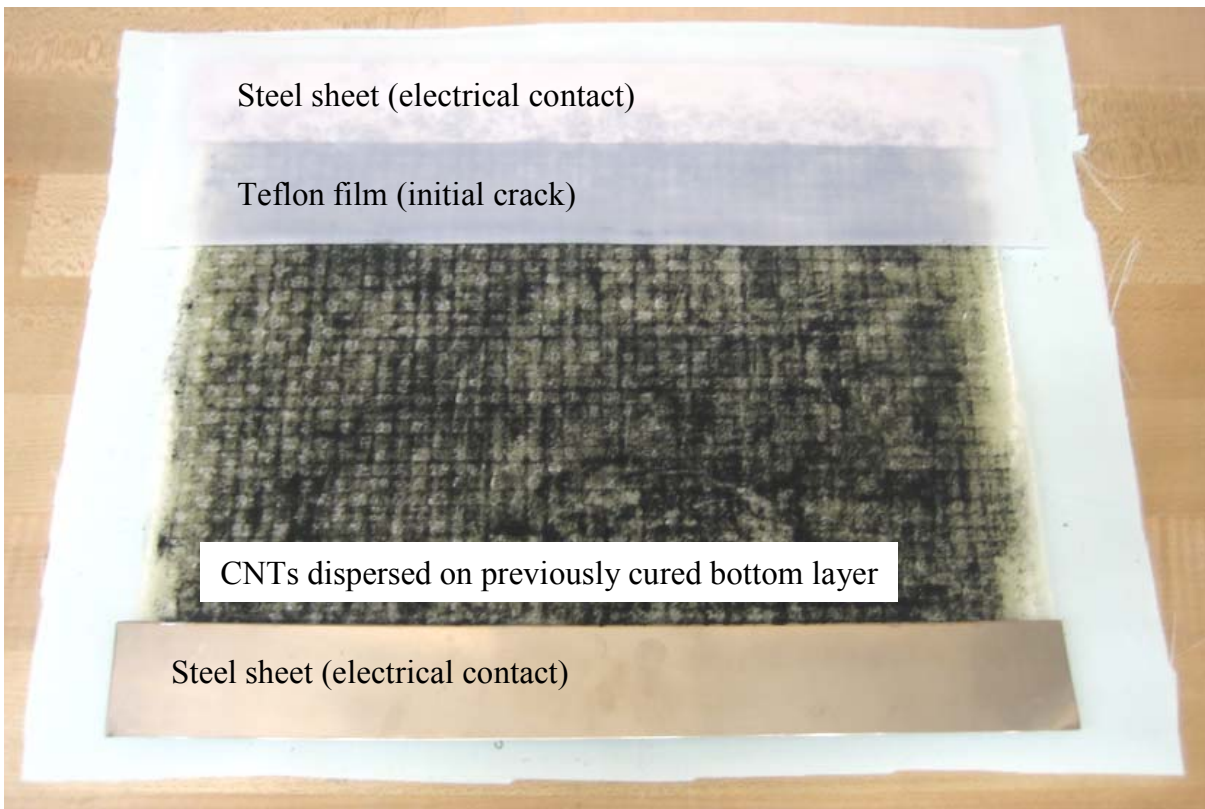 Steel sheet (electrical contact)
Teflon film (initial crack)
CNTs dispersed on previously cured bottom layer
Steel sheet (electrical contact)